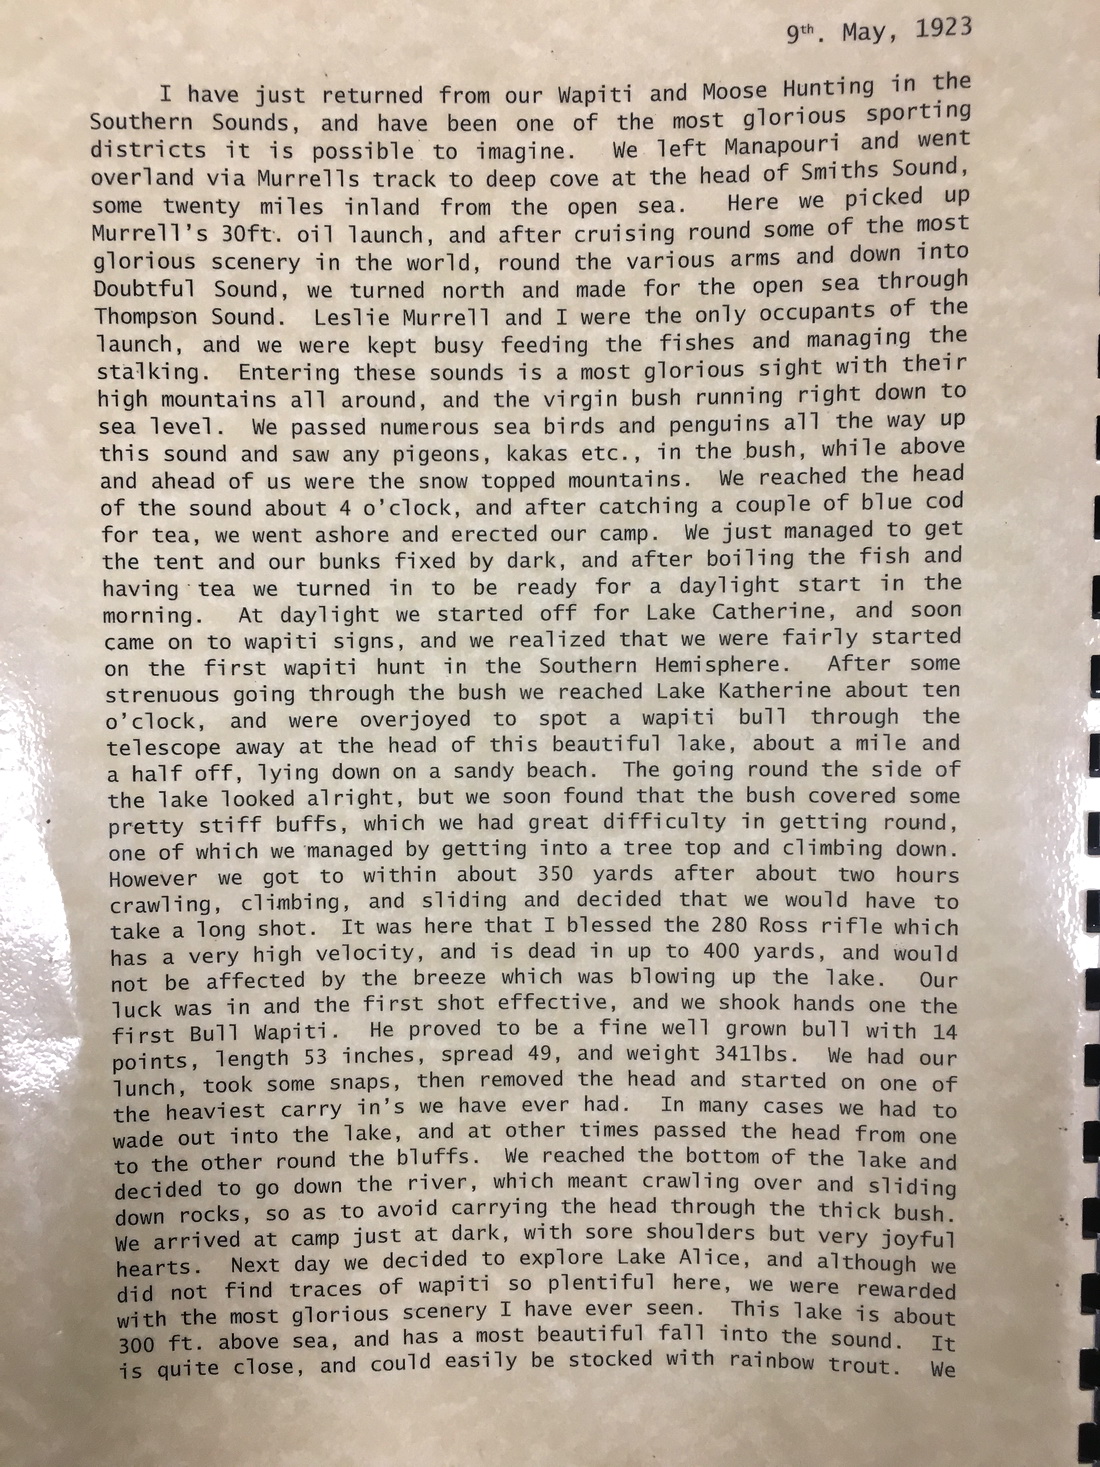 9th. May, 1923
I have just returned from our Wapiti and Moose Hunting in the
Southern Sounds, and have been one of the most glorious sporting
districts it is possible to imagine. We left Manapouri and went
overland via Murrells track to deep cove at the head of Smiths Sound,
some twenty miles inland from the open sea. Here we picked up
Murrell's 30ft. oil launch, and after cruising round some of the most
glorious scenery in the world, round the various arms and down into
Doubtful Sound, we turned north and made for the open sea through
Thompson Sound. Leslie Murrell and I were the only occupants of the
launch, and we were kept busy feeding the fishes and managing the
stalking. Entering these sounds is a most glorious sight with their
high mountains all around, and the virgin bush running right down to
sea level. We passed numerous sea birds and penguins all the way up
this sound and saw any pigeons, kakas etc., in the bush, while above
and ahead of us were the snow topped mountains. We reached the head
of the sound about 4 o'clock, and after catching a couple of blue cod
for tea, we went ashore and erected our camp. We just managed to get
the tent and our bunks fixed by dark, and after boiling the fish and
having tea we turned in to be ready for a daylight start in the
morning. At daylight we started off for Lake Catherine, and soon
came on to wapiti signs, and we realized that we were fairly started
on the first wapiti hunt in the Southern Hemisphere. After some
strenuous going through the bush we reached Lake Katherine about ten
o'clock, and were overjoyed to spot a wapiti bull through the
telescope away at the head of this beautiful lake, about a mile and
a half off, lying down on a sandy beach. The going round the side of
the lake looked alright, but we soon found that the bush covered some
pretty stiff buffs, which we had great difficulty in getting round,
one of which we managed by getting into a tree top and climbing down.
However we got to within about 350 yards after about two hours
crawling, climbing, and sliding and decided that we would have to
take a long shot. It was here that I blessed the 280 Ross rifle which
has a very high velocity, and is dead in up to 400 yards, and would
not be affected by the breeze which was blowing up the lake. Our
luck was in and the first shot effective, and we shook hands one the
first Bull Wapiti. He proved to be a fine well grown bull with 14
points, length 53 inches, spread 49, and weight 341lbs. We had our
lunch, took some snaps, then removed the head and started on one of
the heaviest carry in's we have ever had. In many cases we had to
wade out into the lake, and at other times passed the head from one
to the other round the bluffs. We reached the bottom of the lake and
decided to go down the river, which meant crawling over and sliding
down rocks, so as to avoid carrying the head through the thick bush.
We arrived at camp just at dark, with sore shoulders but very joyful
hearts. Next day we decided to explore Lake Alice, and although we
did not find traces of wapiti so plentiful here, we were rewarded
with the most glorious scenery I have ever seen. This lake is about
300 ft. above sea, and has a most beautiful fall into the sound. It
is quite close, and could easily be stocked with rainbow trout. We